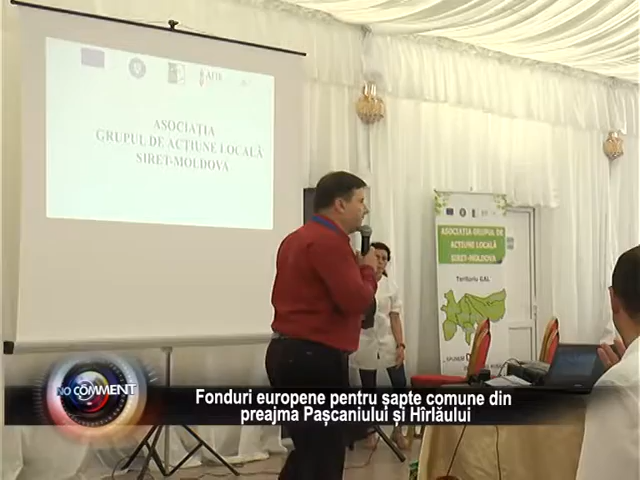 AFIR
ASOCIAȚIA
GRUPUL DE ACȚIUNE LOCALĂ
SIRET-MOLDOVA
ASOCIAȚIA GRUPUL DE
ACȚIUNE LOCALĂ
SIRET-MOLDOVA
Teritoriu GAL
NO COMMENT
Fonduri europene pentru șapte comune din
preajma Pașcaniului și Hîrlăului